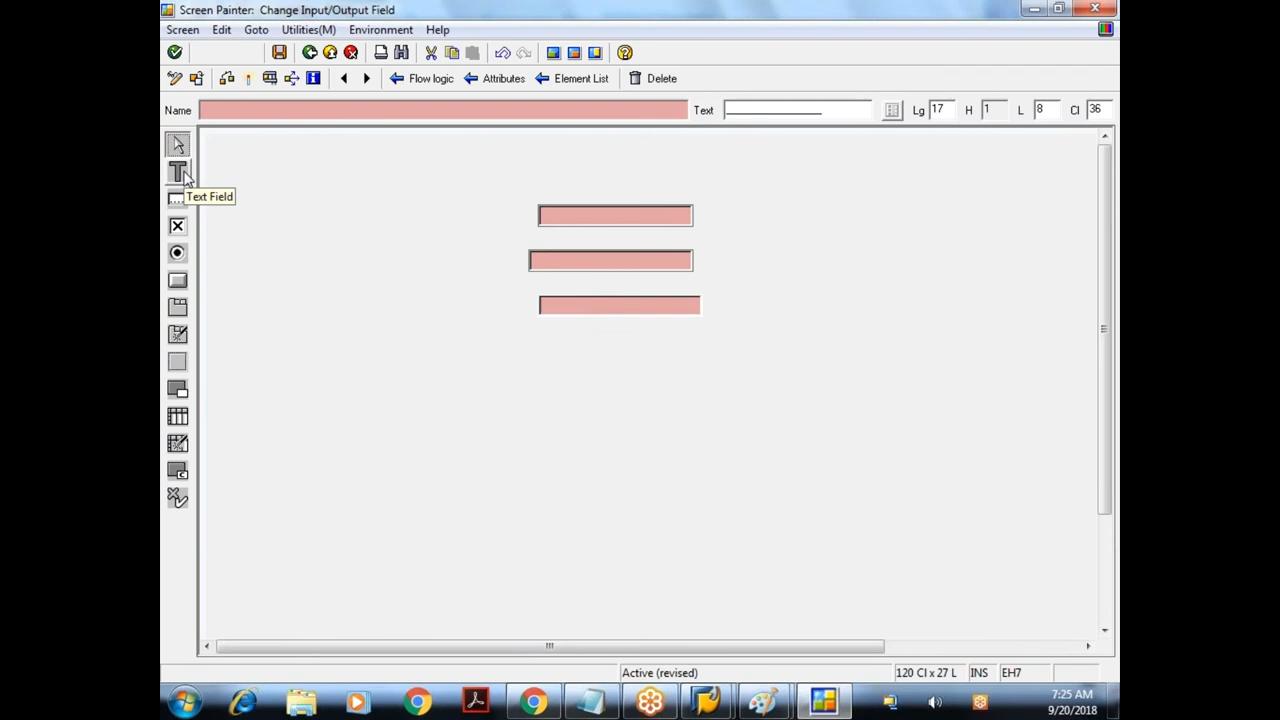 Screen Painter: Change Input/Output Field
Screen Edit Goto Utilities(M) Environment Help
Flow logic Attributes Element List Delete
Name Text Lg 17 H 1 L 8 Cl 36
Text Field
Active (revised) 120 Cl x 27 L INS EH7
7:25 AM
9/20/2018